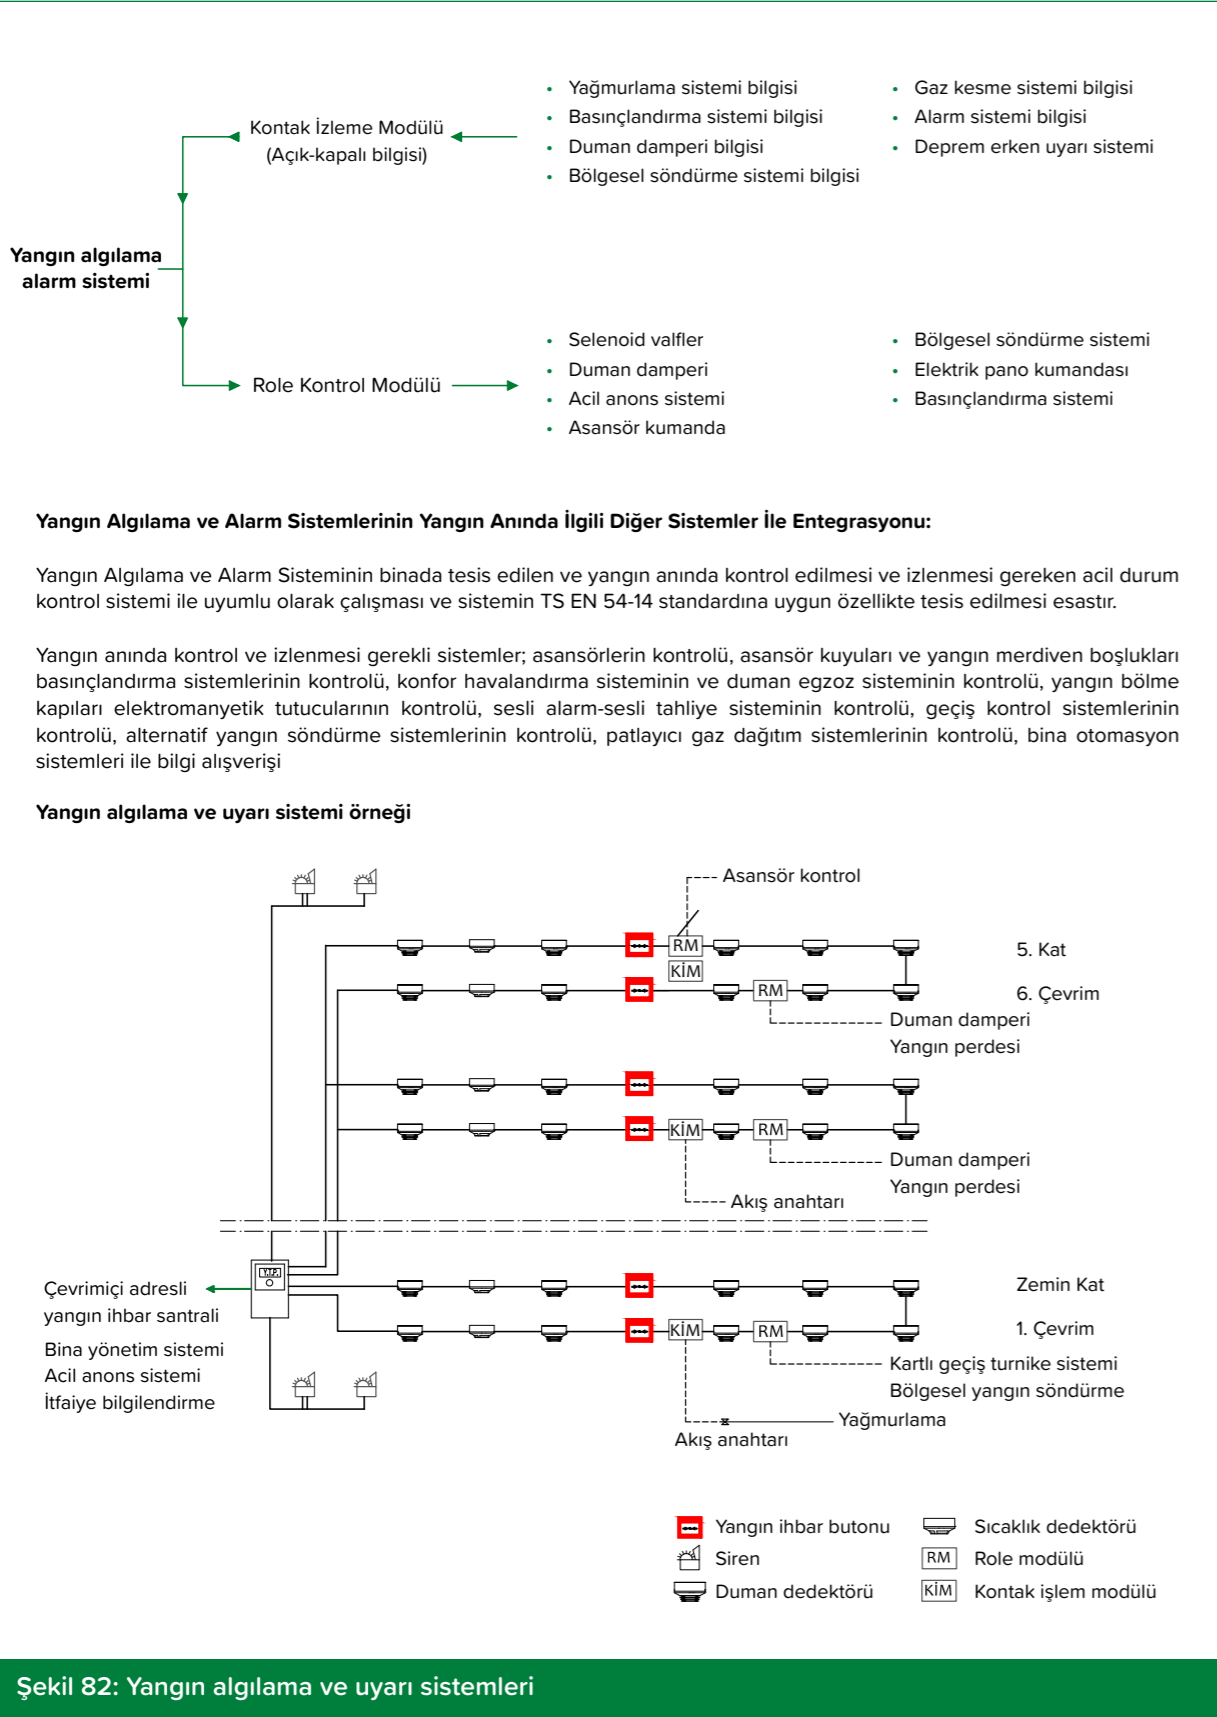 • Yağmurlama sistemi bilgisi
• Basınçlandırma sistemi bilgisi
• Duman damperi bilgisi
• Bölgesel söndürme sistemi bilgisi
• Gaz kesme sistemi bilgisi
• Alarm sistemi bilgisi
• Deprem erken uyarı sistemi
Kontak İzleme Modülü
(Açık-kapalı bilgisi)
Yangın algılama
alarm sistemi
Role Kontrol Modülü
• Selenoid valfler
• Duman damperi
• Acil anons sistemi
• Asansör kumanda
• Bölgesel söndürme sistemi
• Elektrik pano kumandası
• Basınçlandırma sistemi
Yangın Algılama ve Alarm Sistemlerinin Yangın Anında İlgili Diğer Sistemler İle Entegrasyonu:
Yangın Algılama ve Alarm Sisteminin binada tesis edilen ve yangın anında kontrol edilmesi ve izlenmesi gereken acil durum
kontrol sistemi ile uyumlu olarak çalışması ve sistemin TS EN 54-14 standardına uygun özellikte tesis edilmesi esastır.
Yangın anında kontrol ve izlenmesi gerekli sistemler; asansörlerin kontrolü, asansör kuyuları ve yangın merdiven boşlukları
basınçlandırma sistemlerinin kontrolü, konfor havalandırma sisteminin ve duman egzoz sisteminin kontrolü, yangın bölme
kapıları elektromanyetik tutucularının kontrolü, sesli alarm-sesli tahliye sisteminin kontrolü, geçiş kontrol sistemlerinin
kontrolü, alternatif yangın söndürme sistemlerinin kontrolü, patlayıcı gaz dağıtım sistemlerinin kontrolü, bina otomasyon
sistemleri ile bilgi alışverişi
Yangın algılama ve uyarı sistemi örneği
Asansör kontrol
RM
5. Kat
KİM
RM
6. Çevrim
Duman damperi
Yangın perdesi
KİM
RM
Duman damperi
Yangın perdesi
Akış anahtarı
Y.T.P.
Çevrimiçi adresli
yangın ihbar santrali
Bina yönetim sistemi
Acil anons sistemi
İtfaiye bilgilendirme
Zemin Kat
KİM
RM
1. Çevrim
Kartlı geçiş turnike sistemi
Bölgesel yangın söndürme
Yağmurlama
Akış anahtarı
Yangın ihbar butonu
Sıcaklık dedektörü
Siren
RM Role modülü
Duman dedektörü
KİM Kontak işlem modülü
Şekil 82: Yangın algılama ve uyarı sistemleri